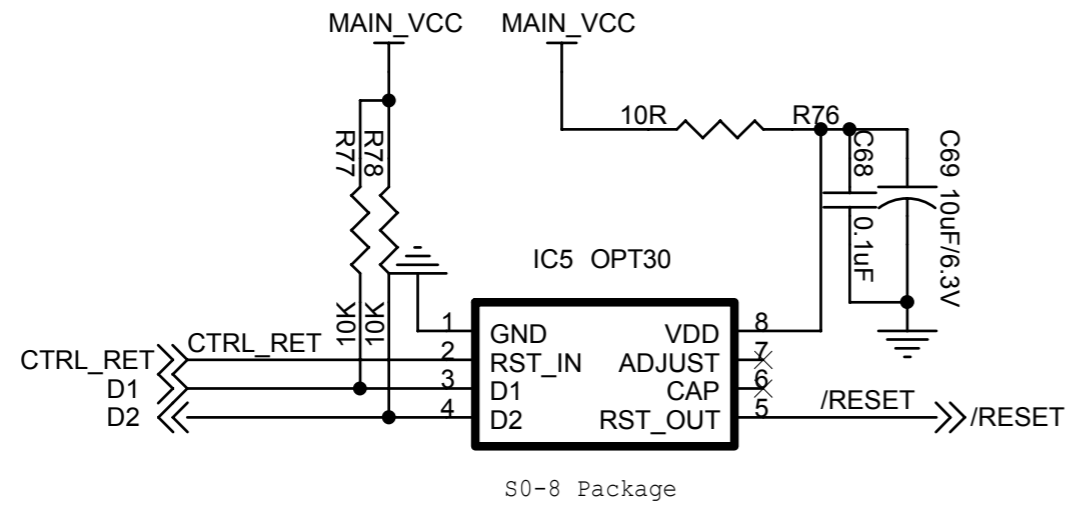 MAIN_VCC
MAIN_VCC
10R
R76
R77
R78
C68
C69 10uF/6.3V
0.1uF
IC5 OPT30
10K
10K
1
GND
VDD
8
CTRL_RET
CTRL_RET
2
RST_IN
ADJUST
7
D1
3
D1
CAP
6
D2
4
D2
RST_OUT
5
/RESET
/RESET
S0-8 Package